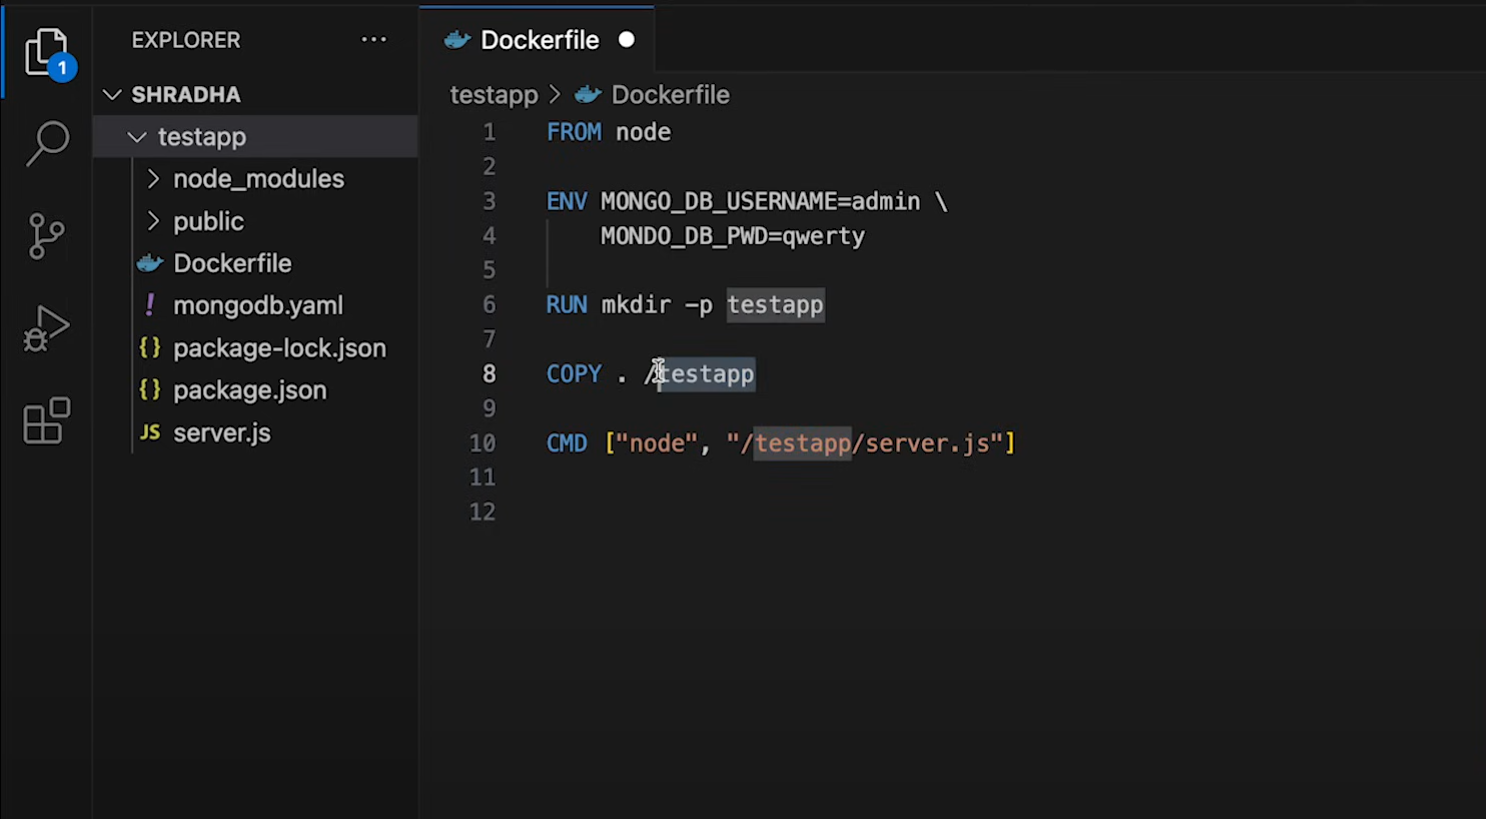 EXPLORER ...
1
SHRADHA
testapp
node_modules
public
Dockerfile
! mongodb.yaml
{} package-lock.json
{} package.json
JS server.js
Dockerfile
testapp > Dockerfile
1 FROM node
2
3 ENV MONGO_DB_USERNAME=admin \
4 MONDO_DB_PWD=qwerty
5
6 RUN mkdir -p testapp
7
8 COPY . /testapp
9
10 CMD ["node", "/testapp/server.js"]
11
12